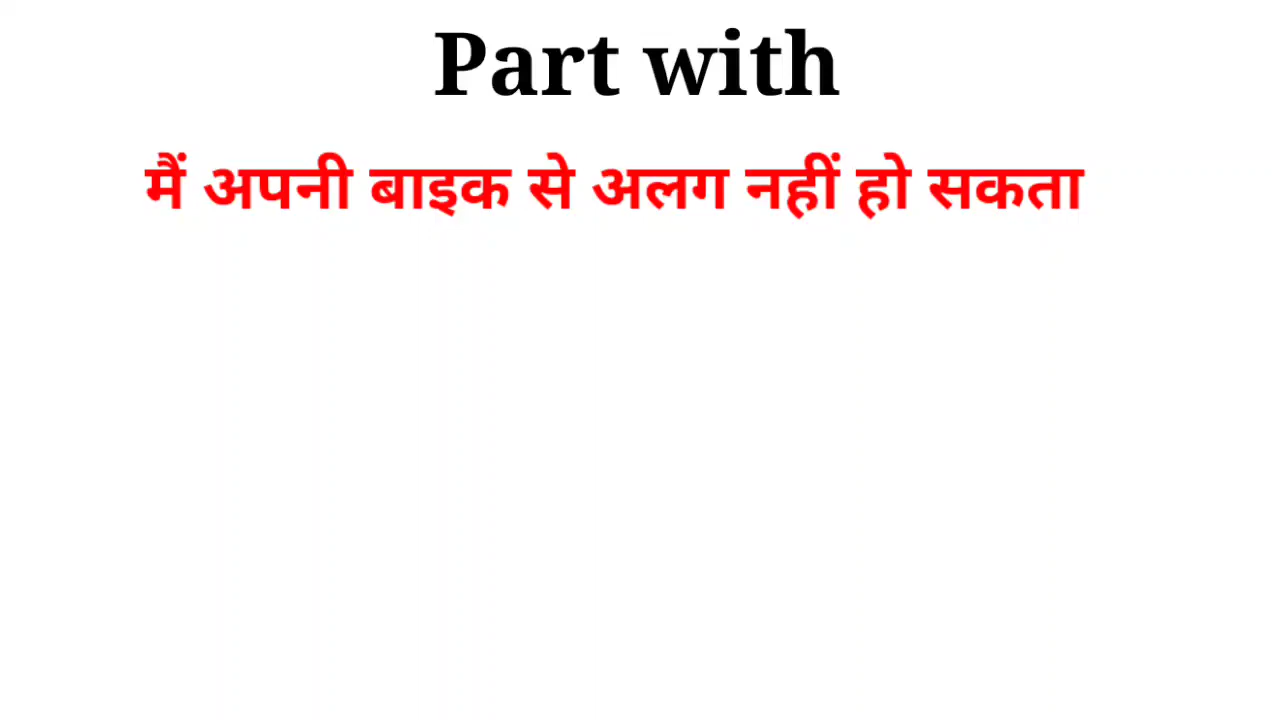 Part with
मैं अपनी बाइक से अलग नहीं हो सकता